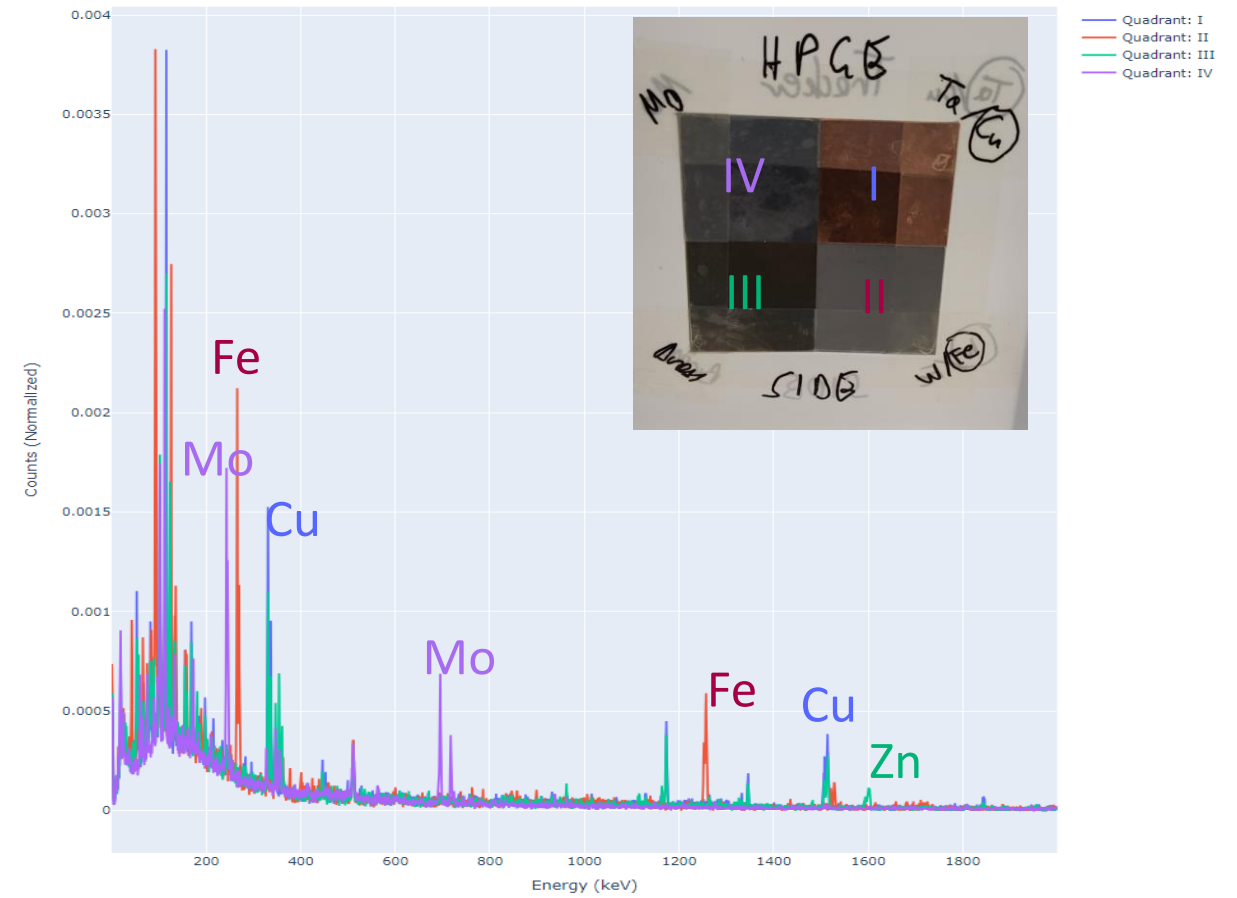 0.004
0.0035
0.003
0.0025
0.002
0.0015
0.001
0.0005
0
Counts (Normalized)
200 400 600 800 1000 1200 1400 1600 1800
Energy (keV)
Quadrant: I
Quadrant: II
Quadrant: III
Quadrant: IV
Fe
Mo
Cu
Mo
Fe
Cu
Zn
HPGE
Mo
Ta/Cu
IV
I
III
II
Brass
SIDE
W/Fe